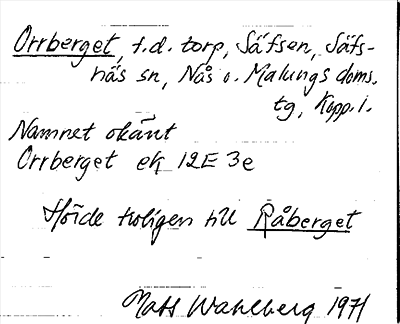 Orrberget, f.d. torp, Säfsen, Säfs-
näs sn, Nås o. Malungs doms.
tg, Kopp. l.
Namnet okänt
Orrberget ek 12E 3e
Hörde troligen till Råberget
Mats Wahlberg 1971